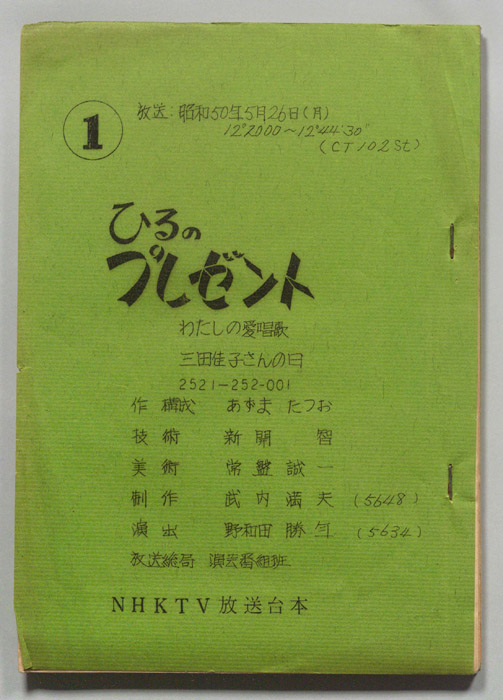 1
放送:昭和50年5月26日(月)
12°20'00~12°44'30"
(CT102St)
ひるの
プレゼント
わたしの愛唱歌
三田佳子さんの日
2521-252-001
作 構成 あずま たつお
技術 新開 智
美術 常盤 誠一
制作 武内 満夫 (5648)
演出 野和田 勝年 (5634)
放送総局 演芸番組班
NHKTV放送台本